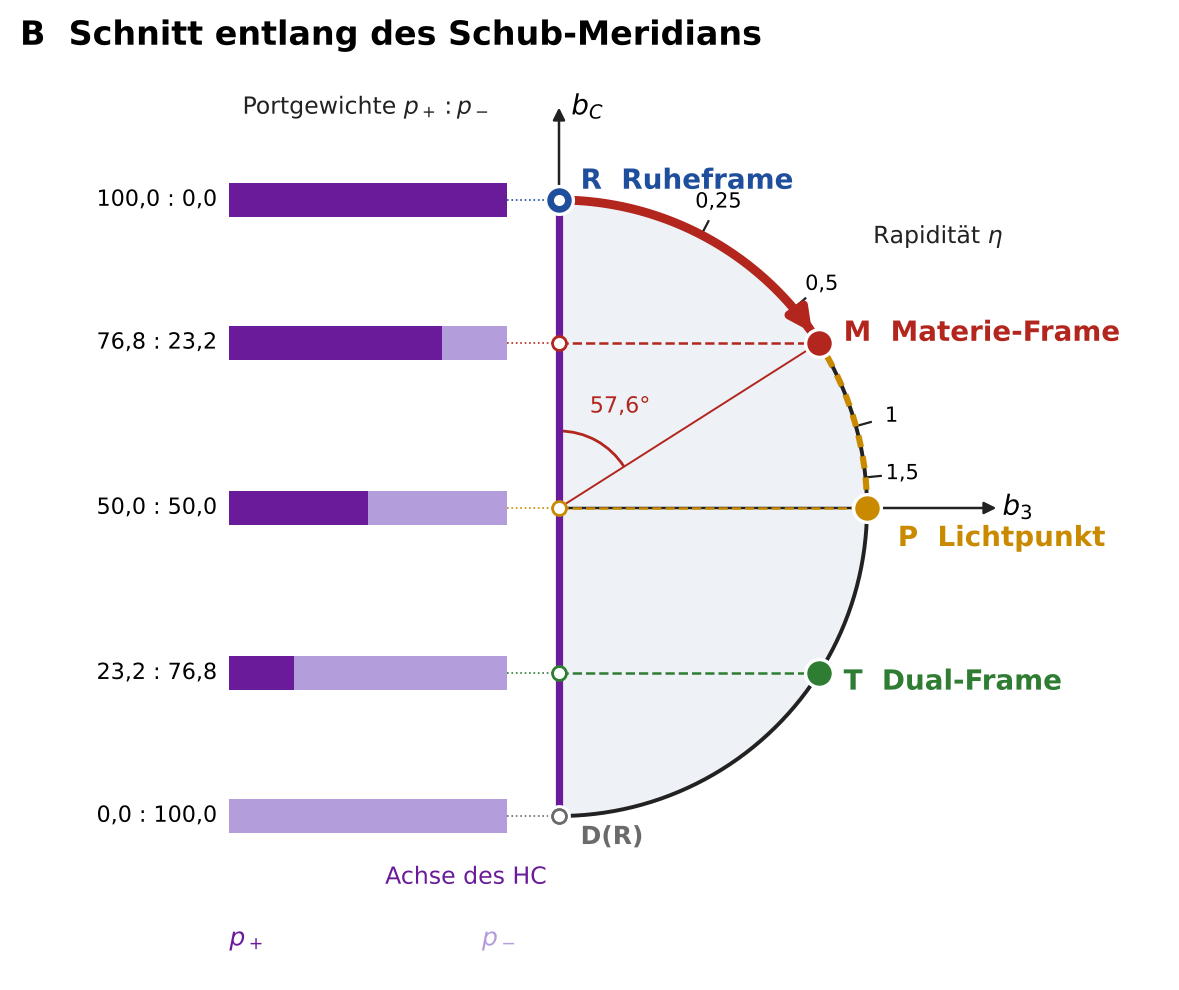 B Schnitt entlang des Schub-Meridians
Portgewichte p₊ : p₋
b_C
R Ruheframe
100,0 : 0,0
0,25
Rapidität η
0,5
M Materie-Frame
76,8 : 23,2
57,6°
1
1,5
50,0 : 50,0
b₃
P Lichtpunkt
23,2 : 76,8
T Dual-Frame
0,0 : 100,0
D(R)
Achse des HC
p₊
p₋